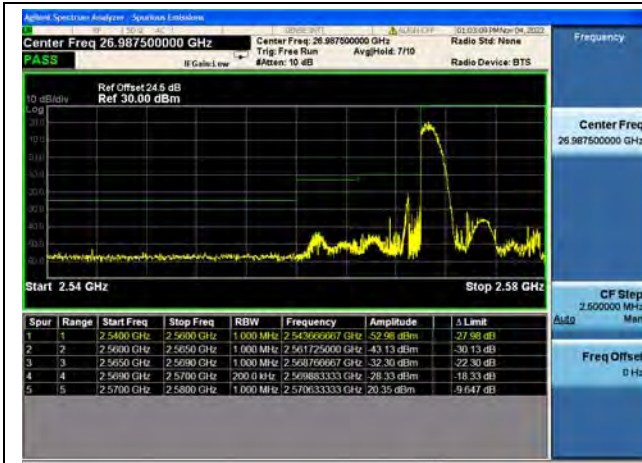 Agilent Spectrum Analyzer - Spurious Emissions
RF 50 Ω AC SENSE:INT ALIGN OFF 01:03:09 PM Nov 04, 2022
Center Freq 26.987500000 GHz
Center Freq: 26.987500000 GHz
Radio Std: None
Trig: Free Run
Avg|Hold: 7/10
PASS
IFGain:Low
#Atten: 10 dB
Radio Device: BTS
Ref Offset 24.5 dB
10 dB/div
Ref 30.00 dBm
Log
Start 2.54 GHz
Stop 2.58 GHz
Spur Range Start Freq Stop Freq RBW Frequency Amplitude Δ Limit
1 1 2.5400 GHz 2.5600 GHz 1.000 MHz 2.543666667 GHz -52.98 dBm -27.98 dB
2 2 2.5600 GHz 2.5650 GHz 1.000 MHz 2.561725000 GHz -43.13 dBm -30.13 dB
3 3 2.5650 GHz 2.5690 GHz 1.000 MHz 2.568766667 GHz -32.30 dBm -22.30 dB
4 4 2.5690 GHz 2.5700 GHz 200.0 kHz 2.569883333 GHz -28.33 dBm -18.33 dB
5 5 2.5700 GHz 2.5800 GHz 1.000 MHz 2.570633333 GHz 20.35 dBm -9.647 dB
Frequency
Center Freq
26.987500000 GHz
CF Step
2.500000 MHz
Auto Man
Freq Offset
0 Hz